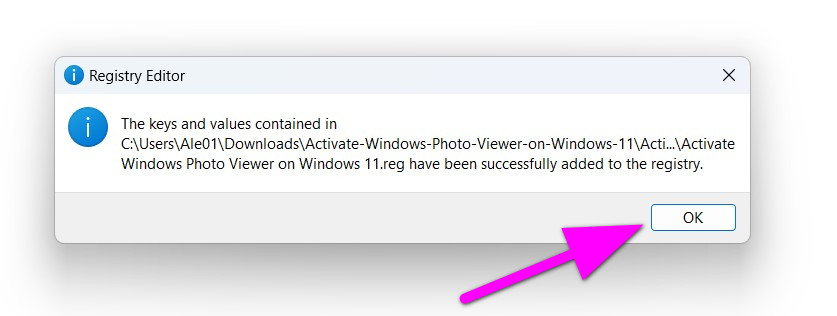 Registry Editor
The keys and values contained in
C:\Users\Ale01\Downloads\Activate-Windows-Photo-Viewer-on-Windows-11\Acti...\Activate
Windows Photo Viewer on Windows 11.reg have been successfully added to the registry.
OK